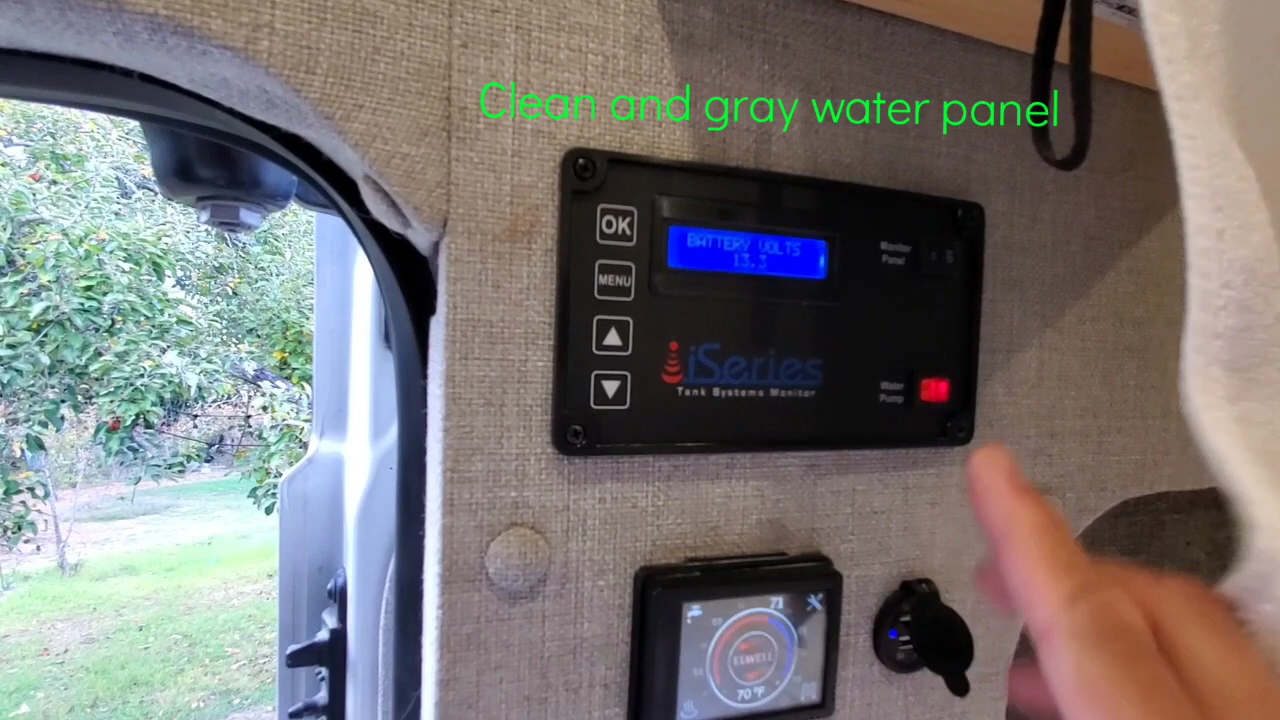 Clean and gray water panel
OK
BATTERY VOLTS
13.3
Monitor
Panel
MENU
iSeries
Tank Systems Monitor
Water
Pump
71
ELWELL
70 °F